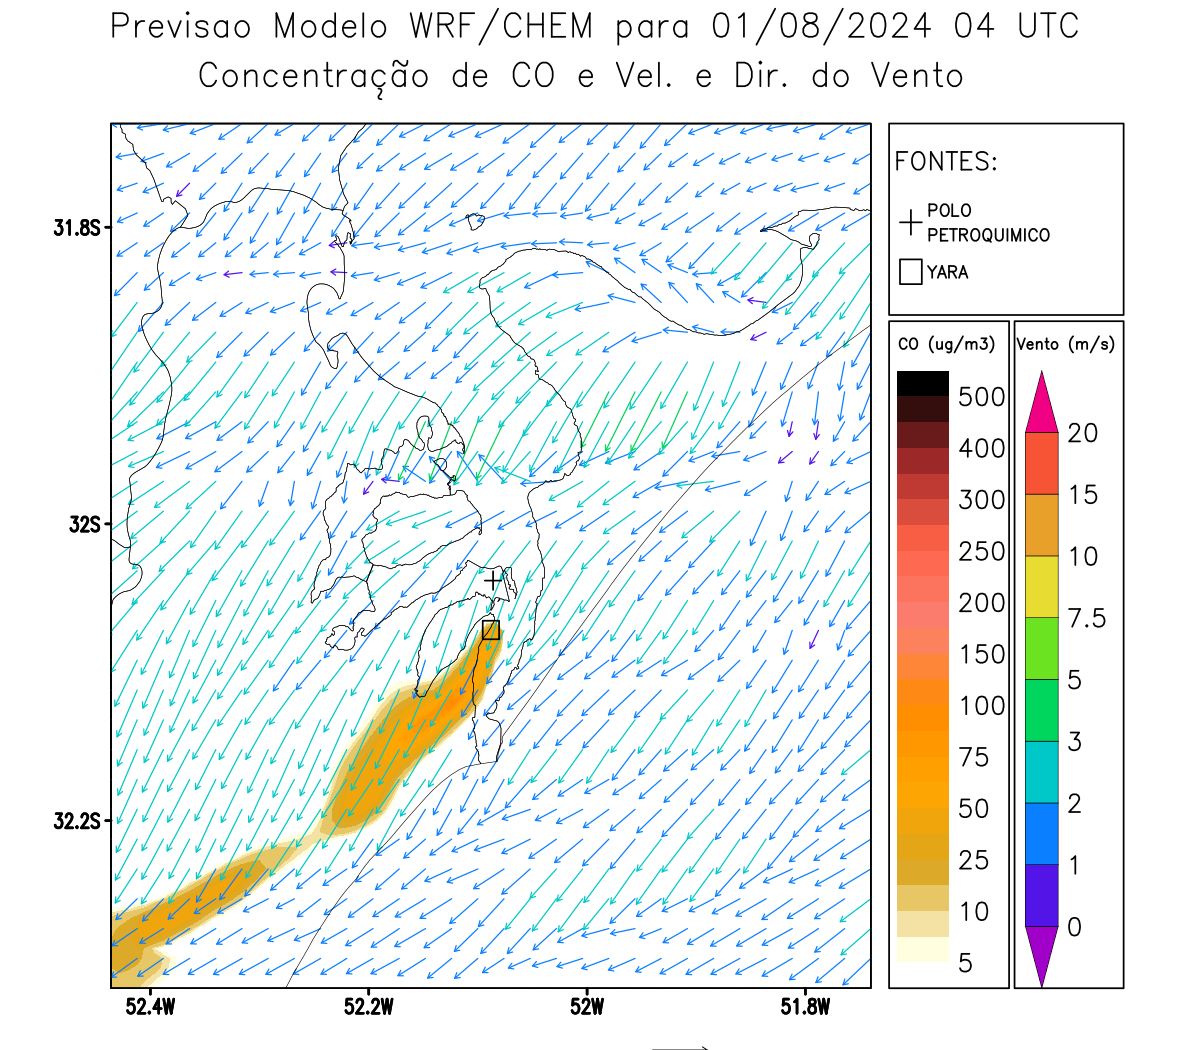 Previsao Modelo WRF/CHEM para 01/08/2024 04 UTC
Concentração de CO e Vel. e Dir. do Vento
FONTES:
POLO
PETROQUIMICO
YARA
CO (ug/m3)
500
400
300
250
200
150
100
75
50
25
10
5
Vento (m/s)
20
15
10
7.5
5
3
2
1
0
31.8S
32S
32.2S
52.4W
52.2W
52W
51.8W